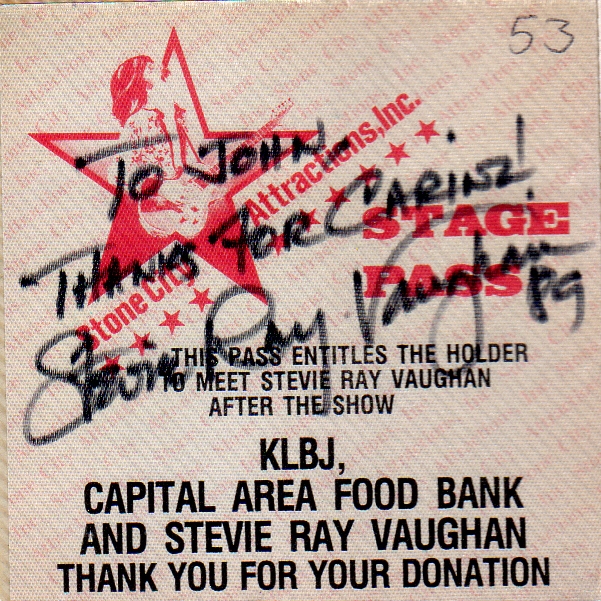 53
Stone City Attractions, Inc.
STAGE
PASS
TO JOHN-
THANKS FOR CARING!
Stevie Ray Vaughan 89
THIS PASS ENTITLES THE HOLDER
TO MEET STEVIE RAY VAUGHAN
AFTER THE SHOW
KLBJ,
CAPITAL AREA FOOD BANK
AND STEVIE RAY VAUGHAN
THANK YOU FOR YOUR DONATION